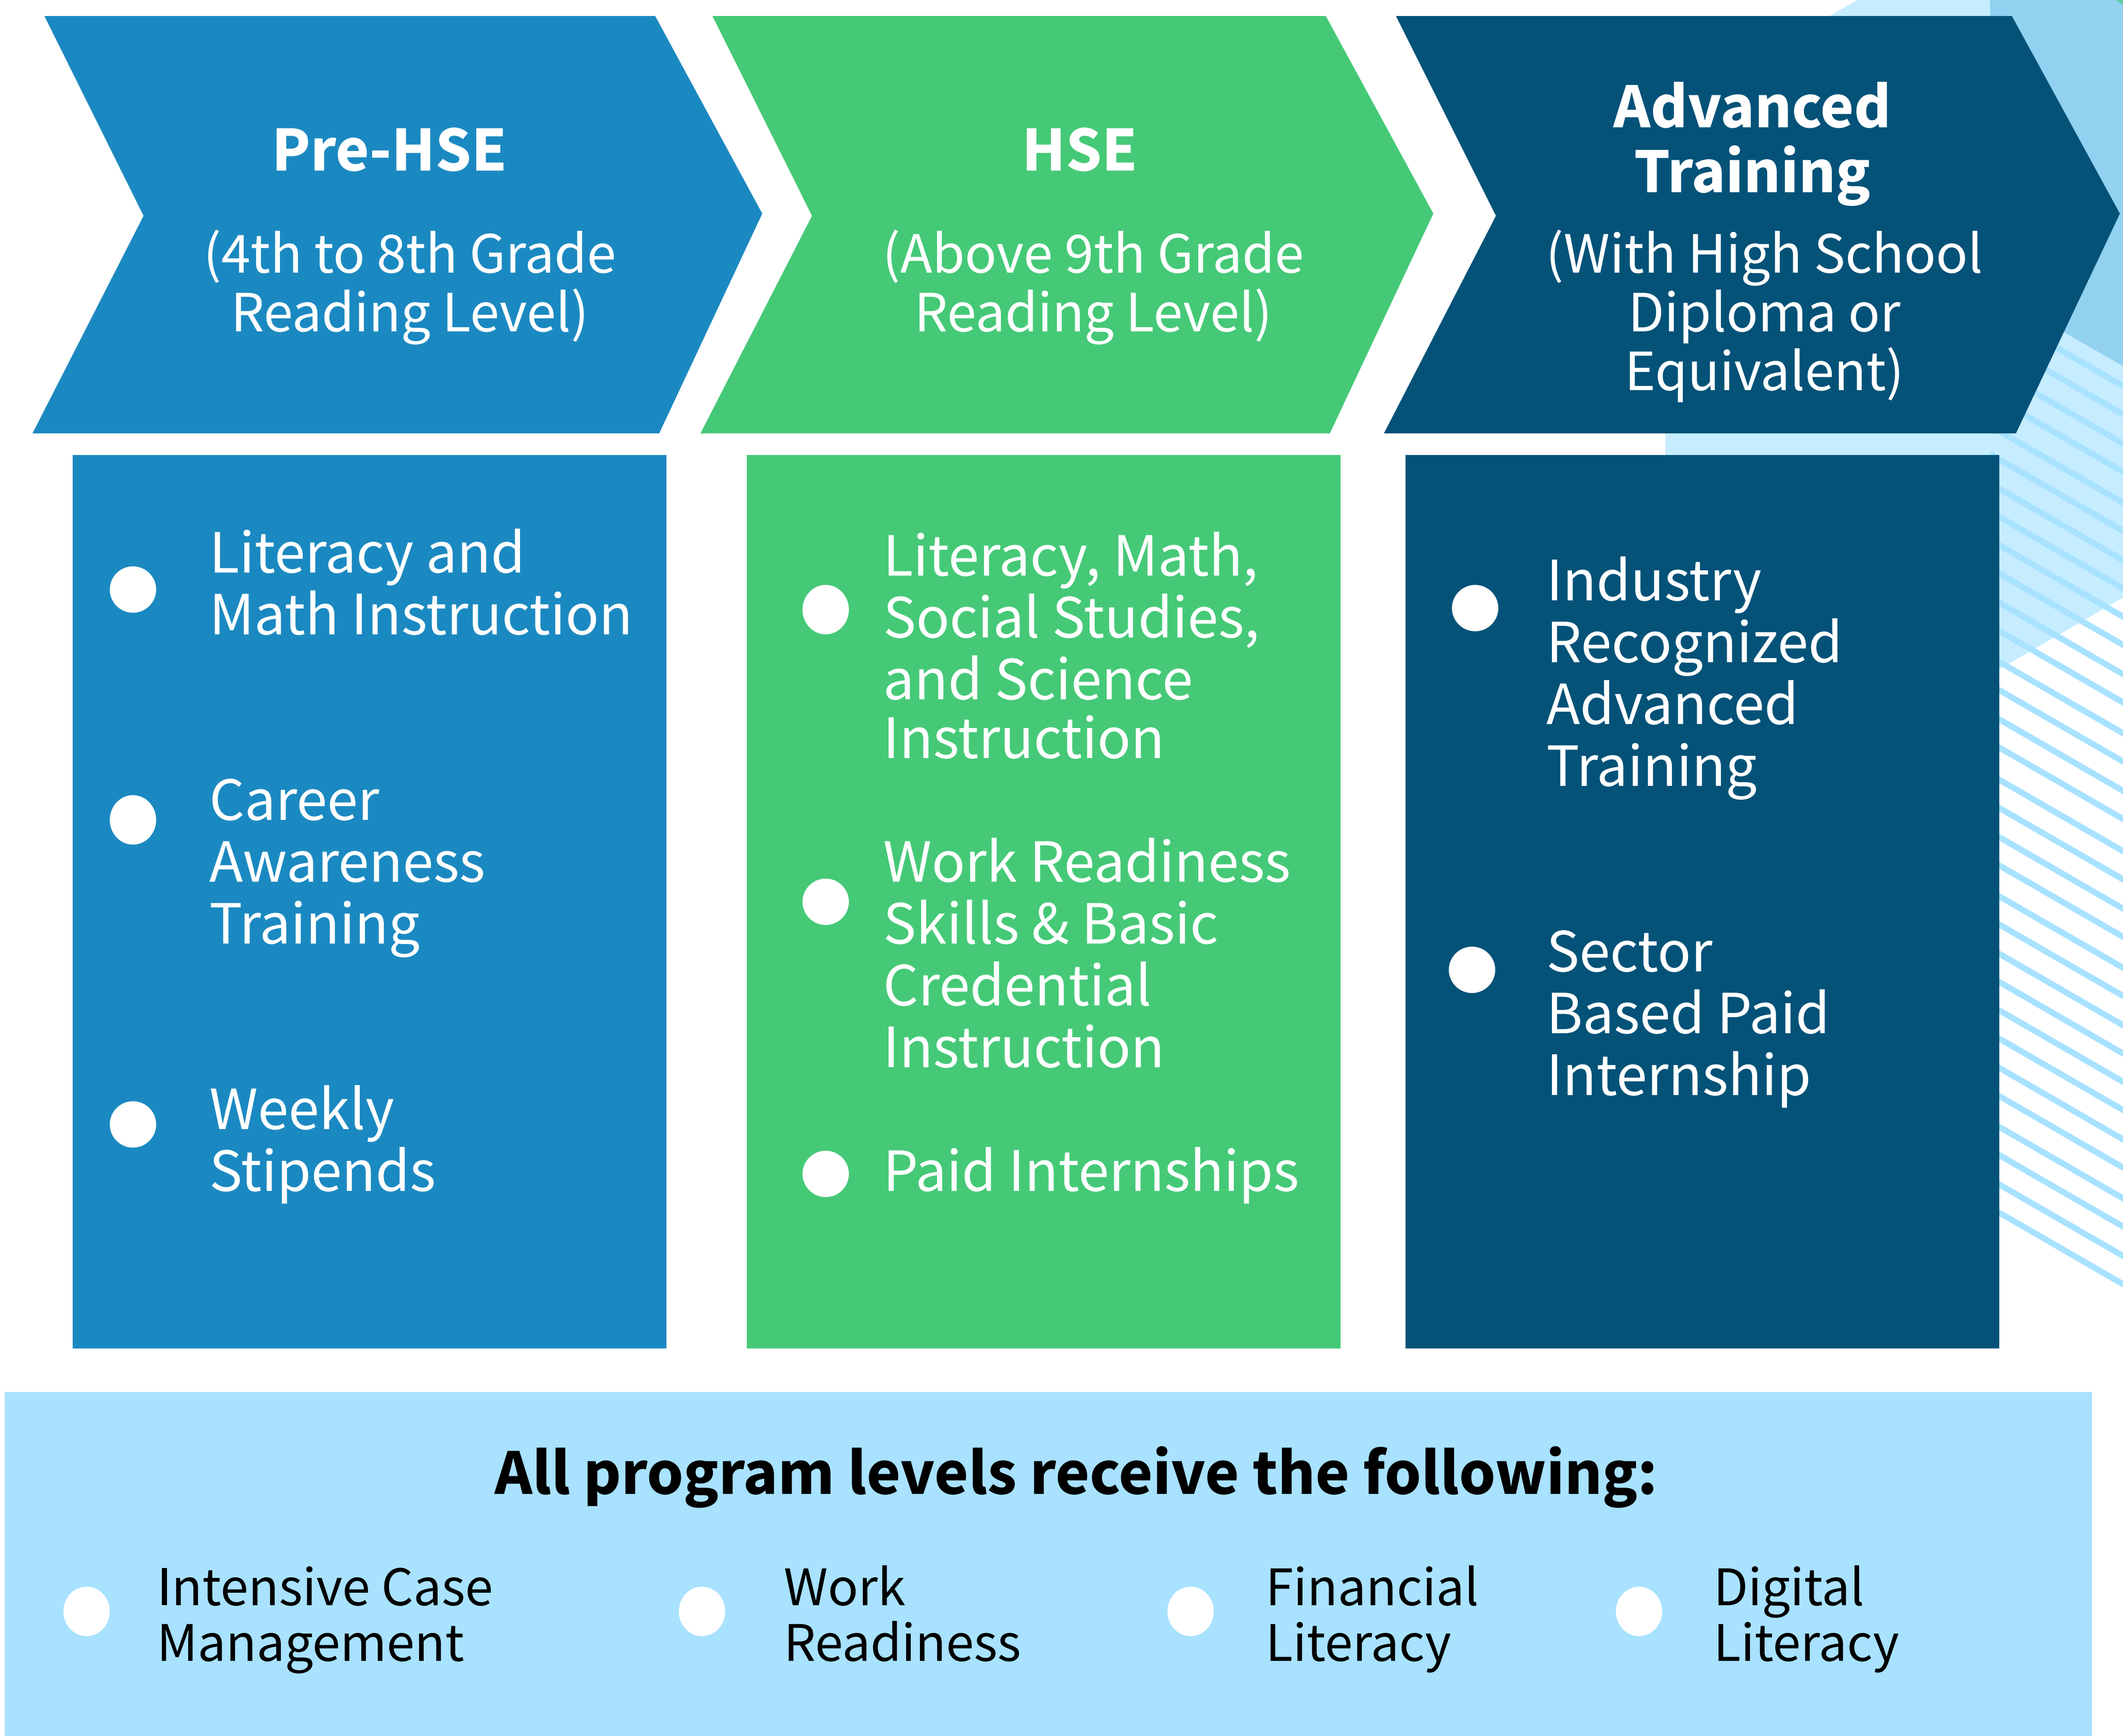 Pre-HSE
(4th to 8th Grade
Reading Level)
Literacy and
Math Instruction
Career
Awareness
Training
Weekly
Stipends
HSE
(Above 9th Grade
Reading Level)
Literacy, Math,
Social Studies,
and Science
Instruction
Work Readiness
Skills & Basic
Credential
Instruction
Paid Internships
Advanced
Training
(With High School
Diploma or
Equivalent)
Industry
Recognized
Advanced
Training
Sector
Based Paid
Internship
All program levels receive the following:
Intensive Case
Management
Work
Readiness
Financial
Literacy
Digital
Literacy